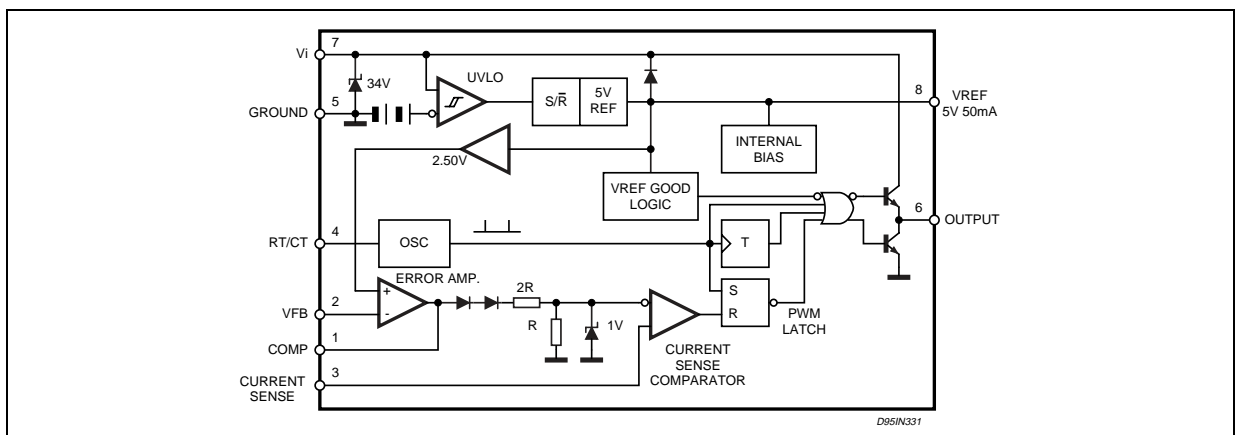 7
Vi
34V
UVLO
S/R̅
5V
REF
8
VREF
5V 50mA
5
GROUND
2.50V
INTERNAL
BIAS
VREF GOOD
LOGIC
6
OUTPUT
4
RT/CT
OSC
T
ERROR AMP.
+
-
2
VFB
2R
R
1V
S
R
PWM
LATCH
1
COMP
CURRENT
SENSE
COMPARATOR
3
CURRENT
SENSE
D95IN331